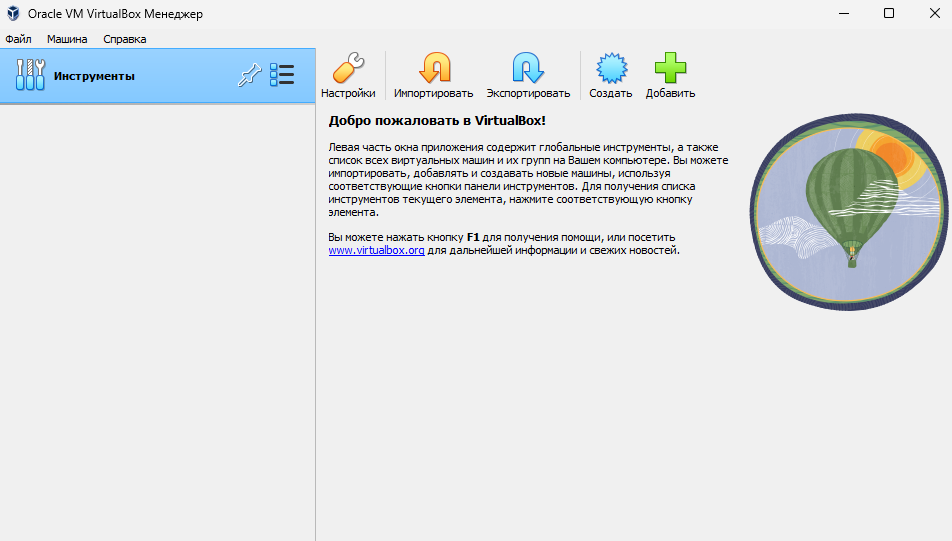 Oracle VM VirtualBox Менеджер
Файл Машина Справка
Инструменты
Настройки Импортировать Экспортировать Создать Добавить
Добро пожаловать в VirtualBox!
Левая часть окна приложения содержит глобальные инструменты, а также
список всех виртуальных машин и их групп на Вашем компьютере. Вы можете
импортировать, добавлять и создавать новые машины, используя
соответствующие кнопки панели инструментов. Для получения списка
инструментов текущего элемента, нажмите соответствующую кнопку
элемента.
Вы можете нажать кнопку F1 для получения помощи, или посетить
www.virtualbox.org для дальнейшей информации и свежих новостей.